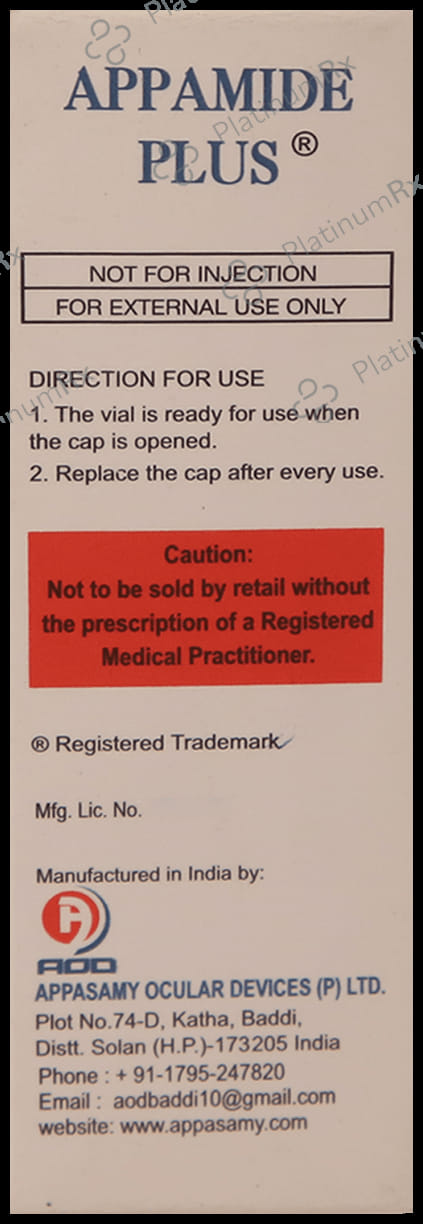 APPAMIDE
PLUS ®
NOT FOR INJECTION
FOR EXTERNAL USE ONLY
DIRECTION FOR USE
1. The vial is ready for use when
the cap is opened.
2. Replace the cap after every use.
Caution:
Not to be sold by retail without
the prescription of a Registered
Medical Practitioner.
® Registered Trademark
Mfg. Lic. No.
Manufactured in India by:
AOD
APPASAMY OCULAR DEVICES (P) LTD.
Plot No.74-D, Katha, Baddi,
Distt. Solan (H.P.)-173205 India
Phone : + 91-1795-247820
Email : aodbaddi10@gmail.com
website: www.appasamy.com
PlatinumRx
PlatinumRx